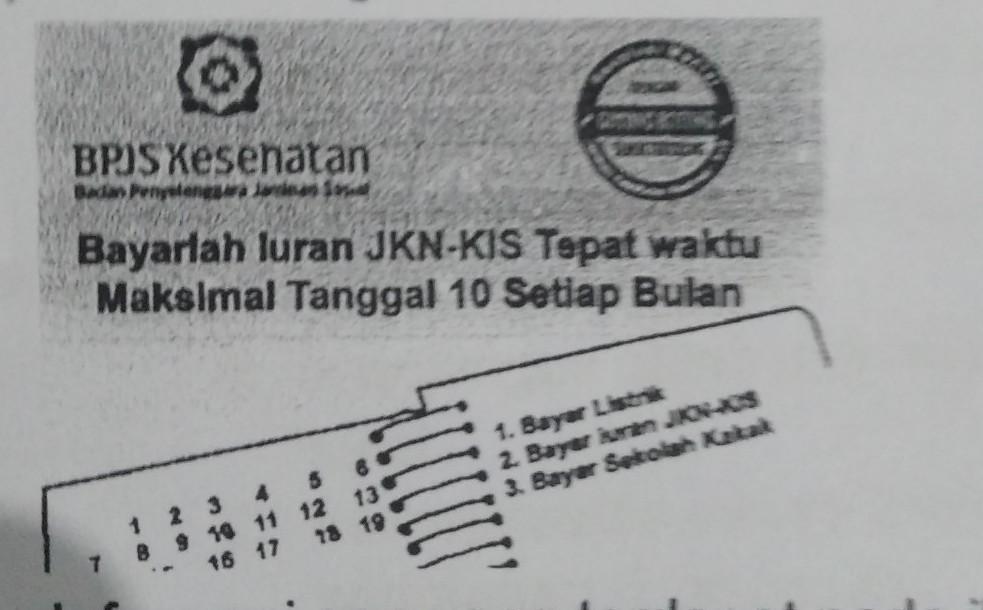 BPJS Kesehatan
Badan Penyelenggara Jaminan Sosial
Bayarlah Iuran JKN-KIS Tepat waktu
Maksimal Tanggal 10 Setiap Bulan
1. Bayar Listrik
2. Bayar iuran JKN-KIS
3. Bayar Sekolah Kakak
1 2 3 4 5 6
7 8 9 10 11 12 13
16 17 18 19